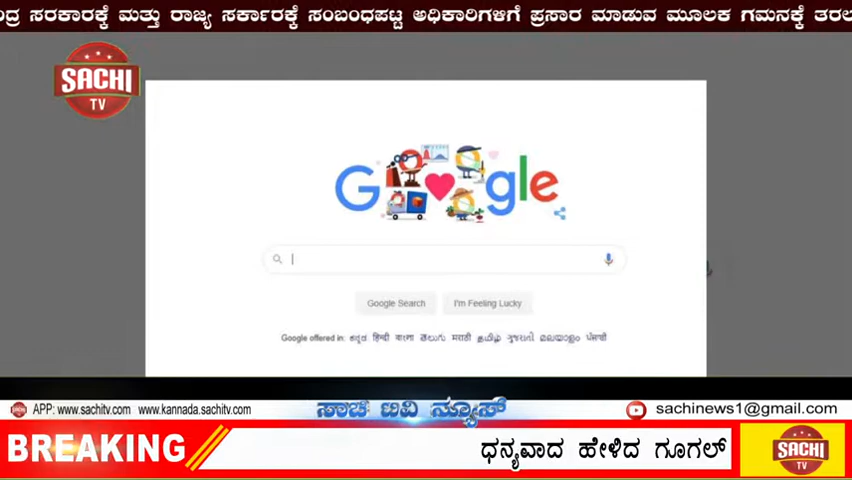 ಸರಕಾರಕ್ಕೆ ಮತ್ತು ರಾಜ್ಯ ಸರ್ಕಾರಕ್ಕೆ ಸಂಬಂಧಪಟ್ಟ ಅಧಿಕಾರಿಗಳಿಗೆ ಪ್ರಸಾರ ಮಾಡುವ ಮೂಲಕ ಗಮನಕ್ಕೆ
SACHI
TV
Google
Google Search I'm Feeling Lucky
Google offered in: ಕನ್ನಡ हिन्दी বাংলা తెలుగు मराठी தமிழ் ગુજરાતી മലയാളം ਪੰਜਾਬੀ
APP: www.sachitv.com www.kannada.sachitv.com ಸಾಚಿ ಟಿವಿ ನ್ಯೂಸ್ sachinews1@gmail.com
BREAKING ಧನ್ಯವಾದ ಹೇಳಿದ ಗೂಗಲ್ SACHI
TV